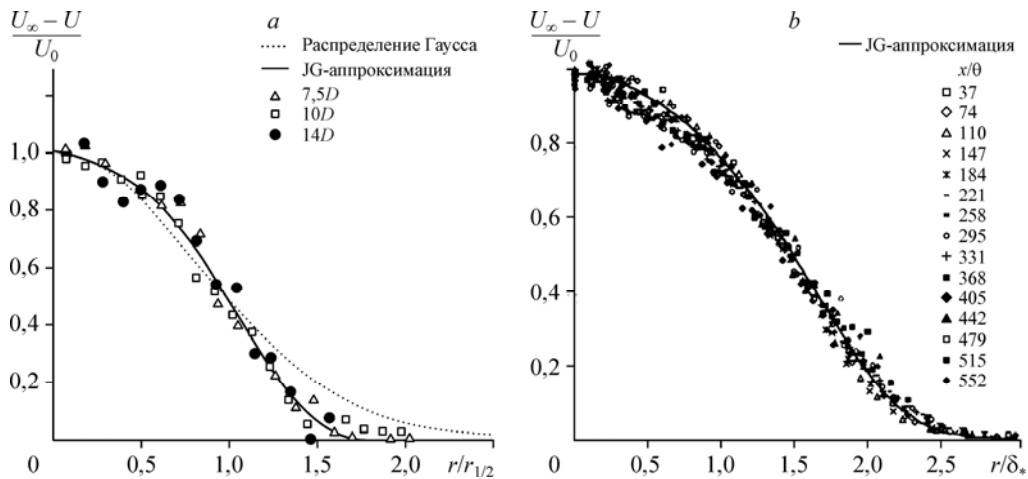 U∞ – U
U0
a
Распределение Гаусса
JG-аппроксимация
7,5D
10D
14D
1,0
0,8
0,6
0,4
0,2
0
0,5
1,0
1,5
2,0
r/r1/2
U∞ – U
U0
b
JG-аппроксимация
x/θ
37
74
110
147
184
221
258
295
331
368
405
442
479
515
552
0,8
0,6
0,4
0,2
0
0,5
1,0
1,5
2,0
2,5
r/δ*